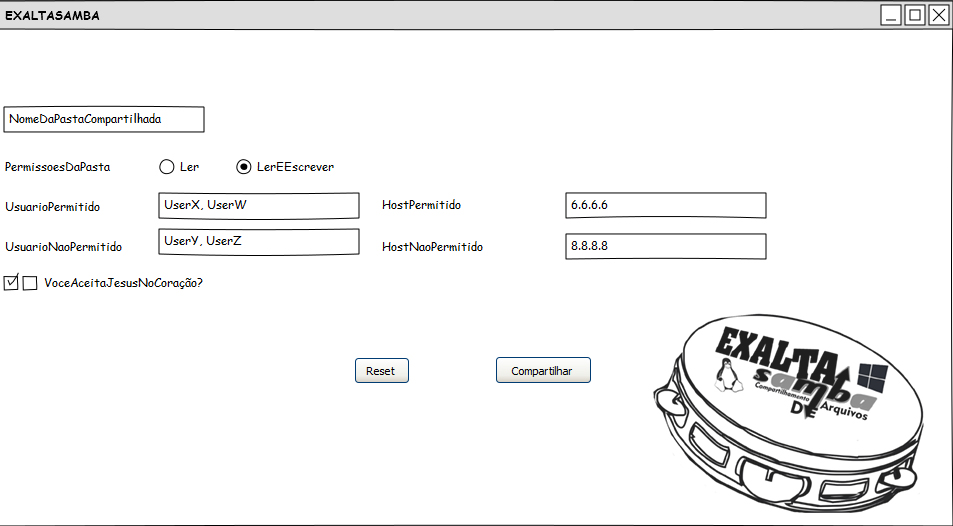 EXALTASAMBA
NomeDaPastaCompartilhada
PermissoesDaPasta Ler LerEEscrever
UsuarioPermitido UserX, UserW HostPermitido 6.6.6.6
UsuarioNaoPermitido UserY, UserZ HostNaoPermitido 8.8.8.8
VoceAceitaJesusNoCoração?
Reset Compartilhar
EXALTA
samba
Compartilhamento
DE Arquivos